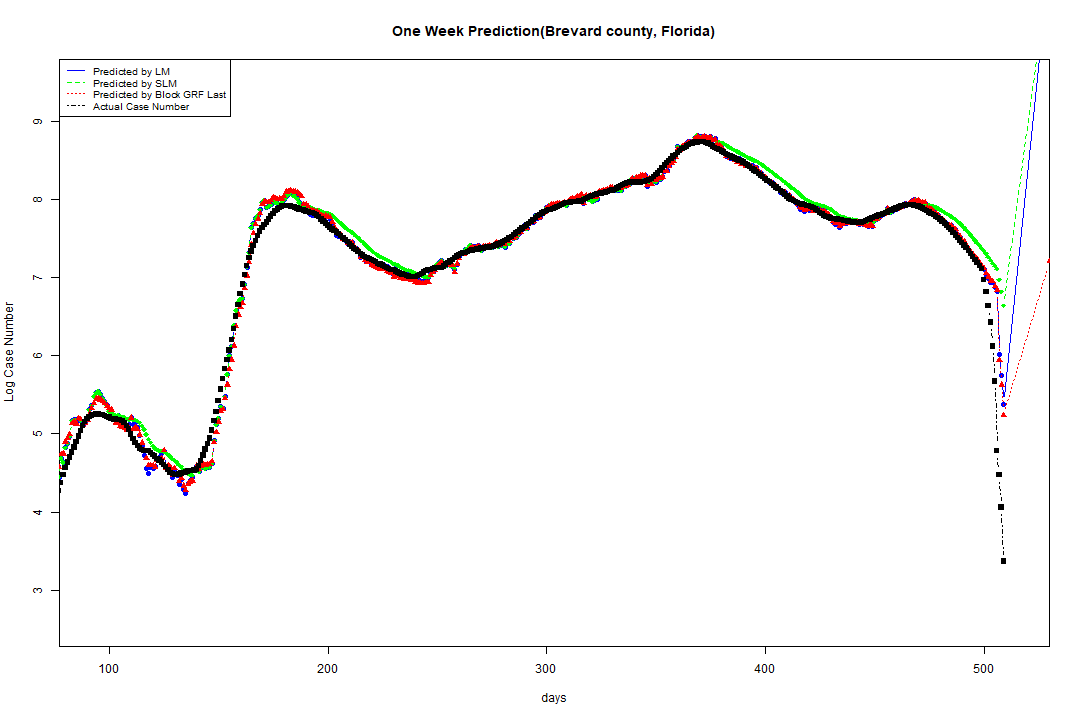 One Week Prediction(Brevard county, Florida)
Predicted by LM
Predicted by SLM
Predicted by Block GRF Last
Actual Case Number
9
8
7
6
5
4
3
Log Case Number
100 200 300 400 500
days